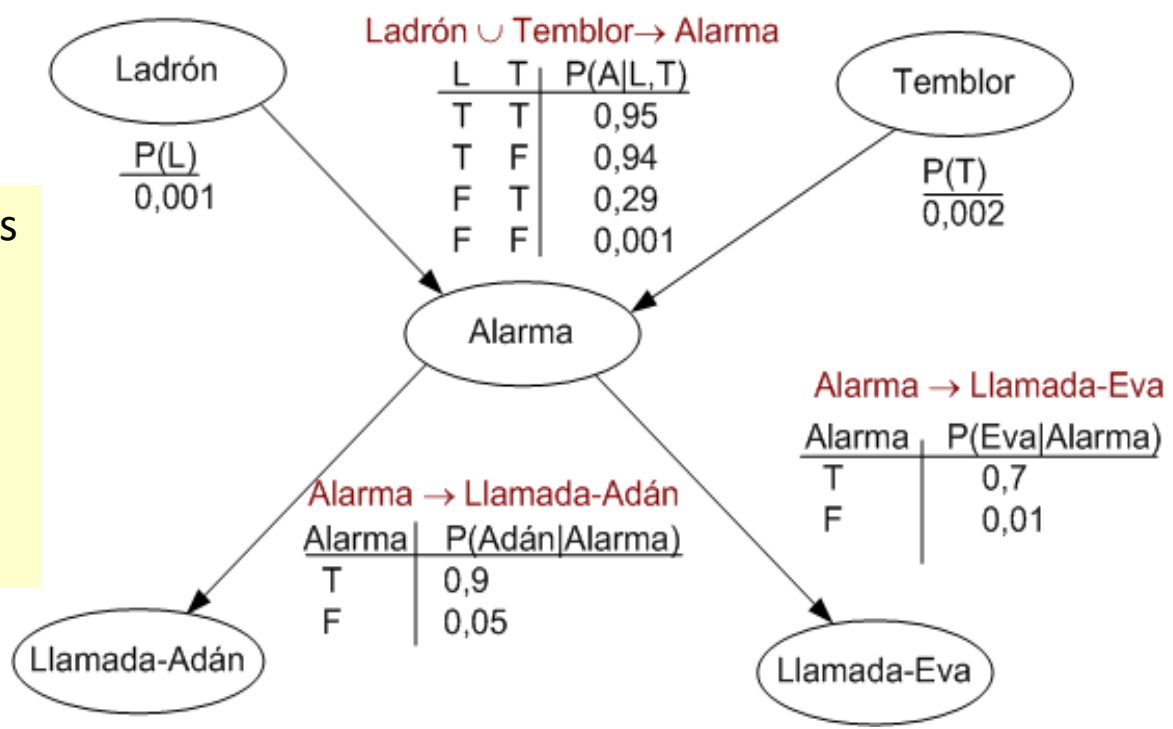 Ladrón ∪ Temblor→ Alarma
Ladrón
Temblor
L T P(A|L,T)
T T 0,95
T F 0,94
F T 0,29
F F 0,001
P(L)
0,001
P(T)
0,002
s
Alarma
Alarma → Llamada-Eva
Alarma P(Eva|Alarma)
T 0,7
F 0,01
Alarma → Llamada-Adán
Alarma P(Adán|Alarma)
T 0,9
F 0,05
Llamada-Adán
Llamada-Eva